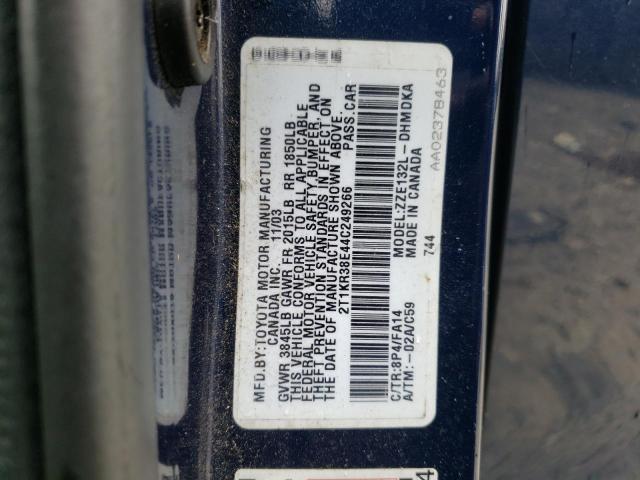 MFD.BY:TOYOTA MOTOR MANUFACTURING
CANADA INC. 11/03
GVWR 3845LB GAWR FR 2015LB RR 1850LB
THIS VEHICLE CONFORMS TO ALL APPLICABLE
FEDERAL MOTOR VEHICLE SAFETY BUMPER, AND
THEFT PREVENTION STANDARDS IN EFFECT ON
THE DATE OF MANUFACTURE SHOWN ABOVE.
2T1KR38E44C249266 PASS.CAR
C/TR:8P4/FA14 MODEL:ZZE132L-DHMDKA
A/TM:-02A/C59 MADE IN CANADA
744
AA02378463
4